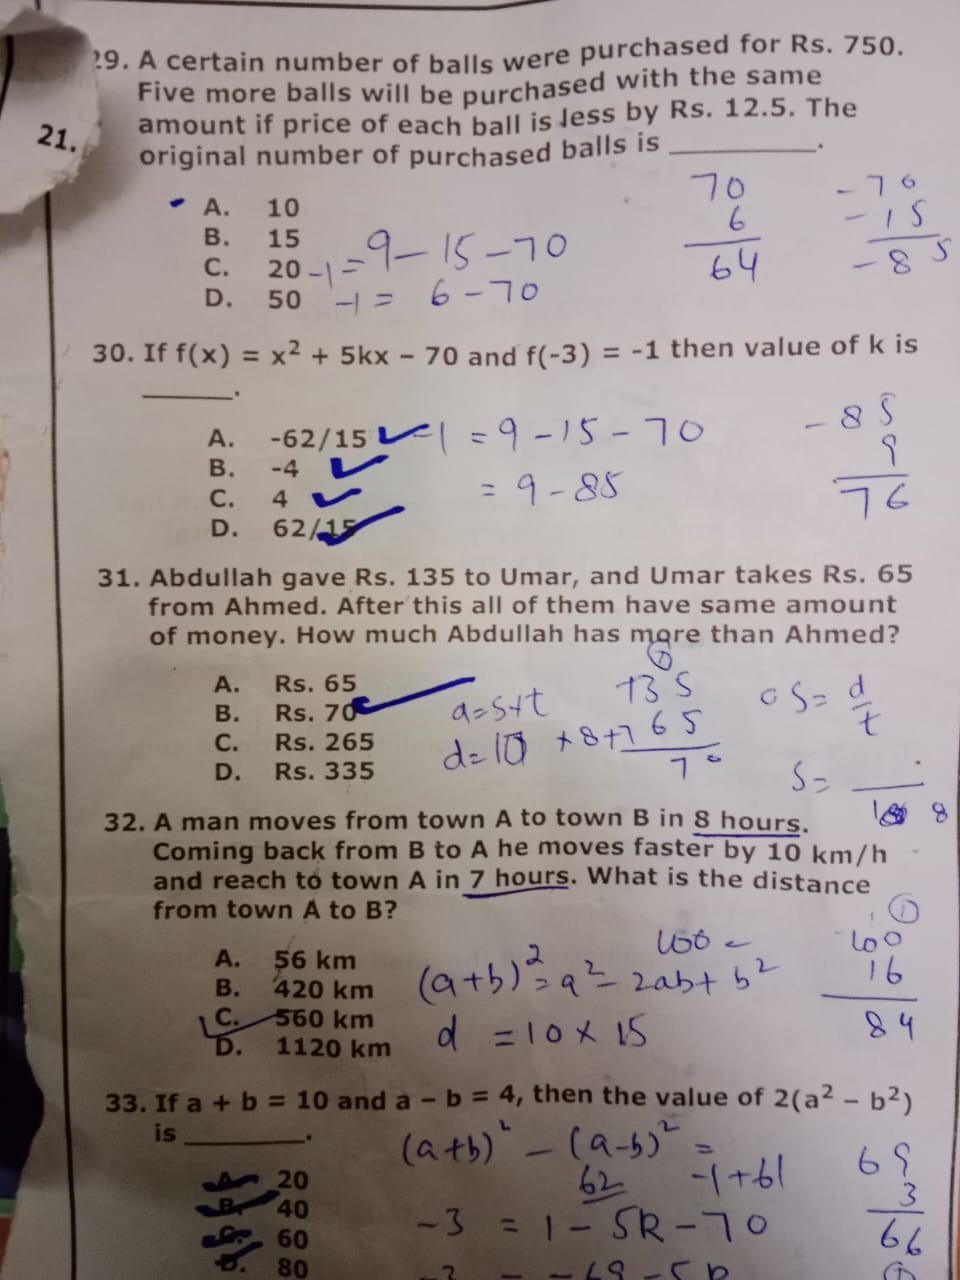 21.
29. A certain number of balls were purchased for Rs. 750.
Five more balls will be purchased with the same
amount if price of each ball is less by Rs. 12.5. The
original number of purchased balls is ________.
A. 10
B. 15
C. 20
D. 50
-1 = 9 - 15 - 70
-1 = 6 - 70
70
6
64
- 70
- 15
- 85
30. If f(x) = x² + 5kx – 70 and f(-3) = -1 then value of k is
________.
A. -62/15
B. -4
C. 4
D. 62/15
-1 = 9 - 15 - 70
= 9 - 85
- 85
9
76
31. Abdullah gave Rs. 135 to Umar, and Umar takes Rs. 65
from Ahmed. After this all of them have same amount
of money. How much Abdullah has more than Ahmed?
A. Rs. 65
B. Rs. 70
C. Rs. 265
D. Rs. 335
135
65
70
a=s+t
d= 10 +8+7
S= d/t
S=
8
32. A man moves from town A to town B in 8 hours.
Coming back from B to A he moves faster by 10 km/h
and reach to town A in 7 hours. What is the distance
from town A to B?
A. 56 km
B. 420 km
C. 560 km
D. 1120 km
100 -
(a+b)² = a² - 2ab + b²
d = 10 x 15
100
16
84
33. If a + b = 10 and a – b = 4, then the value of 2(a² – b²)
is ________.
A. 20
B. 40
C. 60
D. 80
(a+b)² - (a-b)² =
62
-1+61
-3 = 1 - 5k - 70
69
3
66